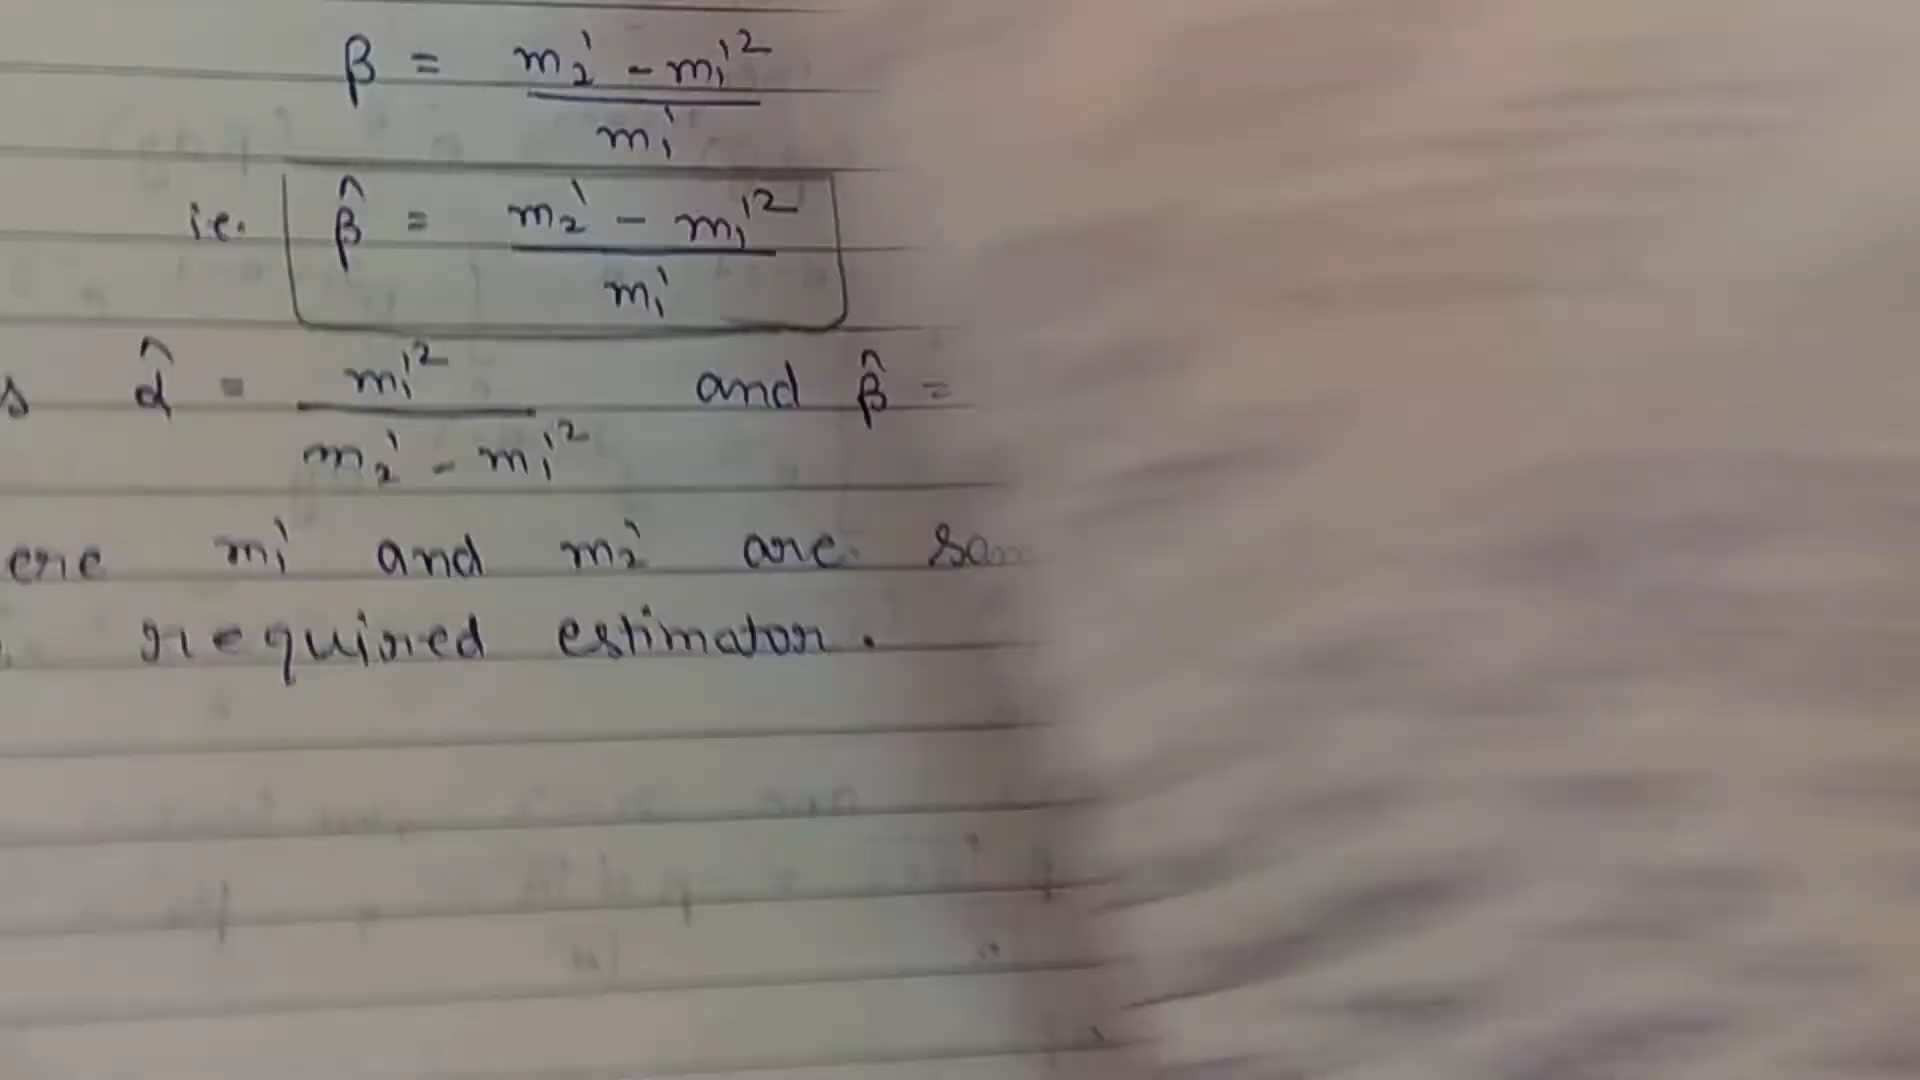 β = m₂' - m₁'² / m₁'
i.e. β̂ = m₂' - m₁'² / m₁'
α̂ = m₁'² / m₂' - m₁'² and β̂ =
m₁' and m₂' are
required estimator.